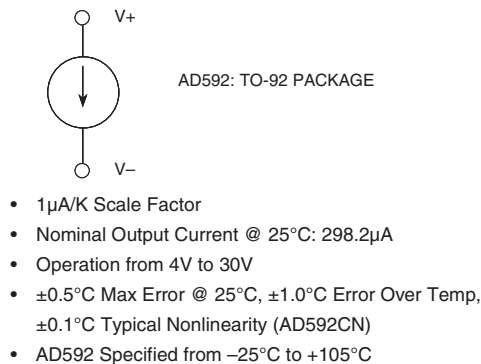 V+
AD592: TO-92 PACKAGE
V–
• 1µA/K Scale Factor
• Nominal Output Current @ 25°C: 298.2µA
• Operation from 4V to 30V
• ±0.5°C Max Error @ 25°C, ±1.0°C Error Over Temp,
±0.1°C Typical Nonlinearity (AD592CN)
• AD592 Specified from –25°C to +105°C